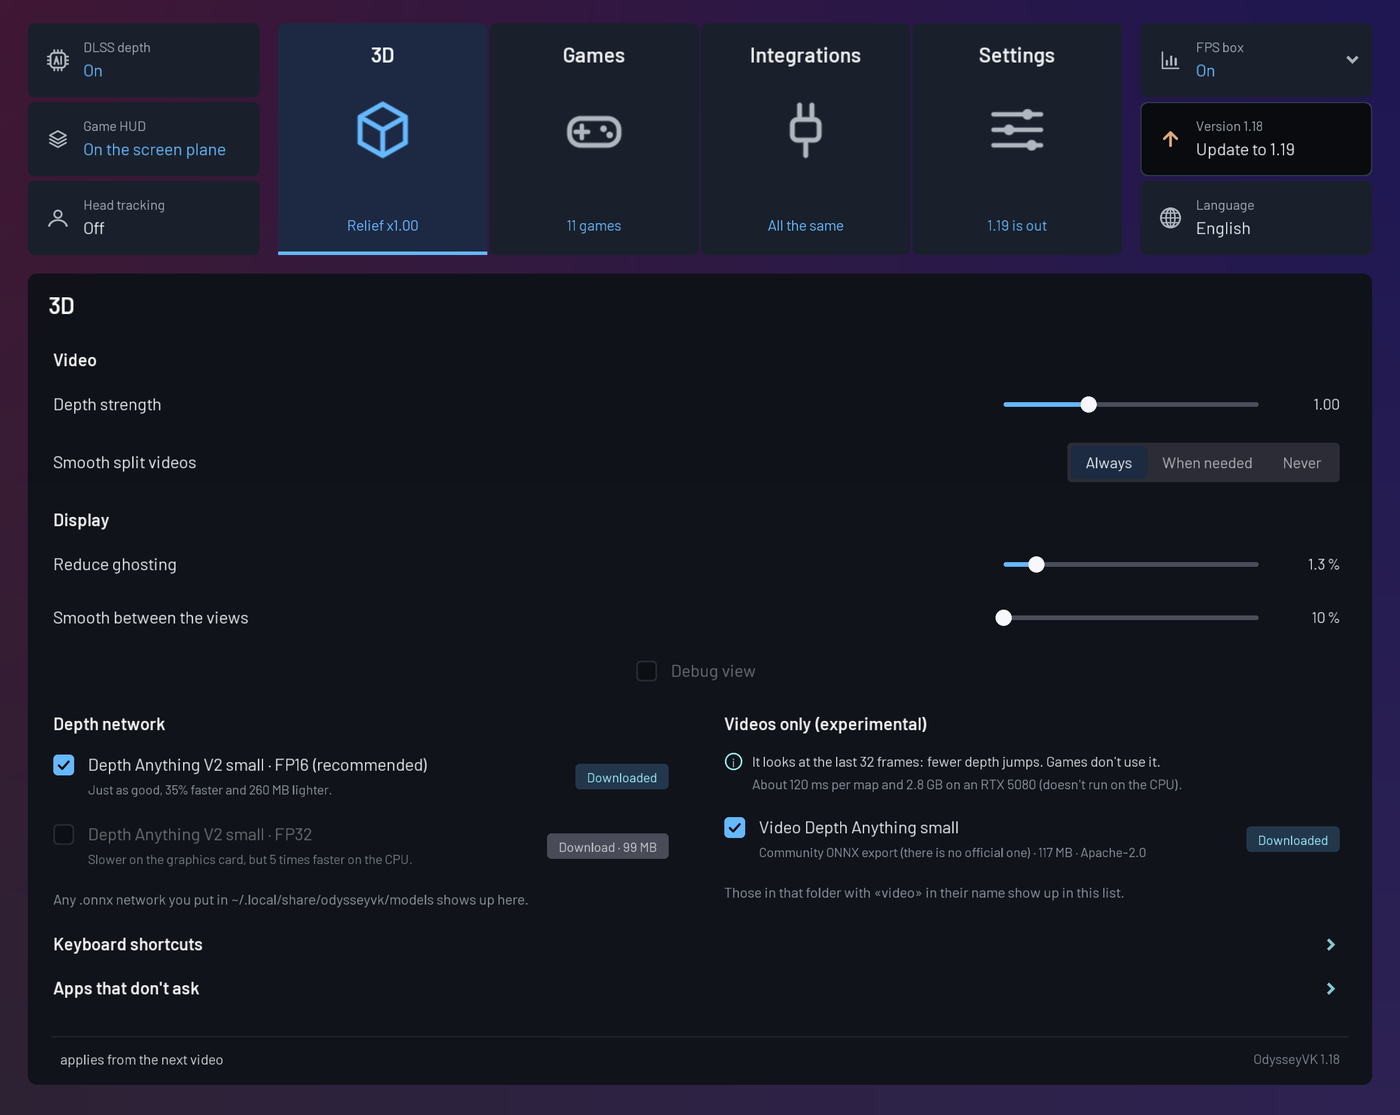 DLSS depth
On
Game HUD
On the screen plane
Head tracking
Off
3D
Relief x1.00
Games
11 games
Integrations
All the same
Settings
1.19 is out
FPS box
On
Version 1.18
Update to 1.19
Language
English
3D
Video
Depth strength
1.00
Smooth split videos
Always When needed Never
Display
Reduce ghosting
1.3 %
Smooth between the views
10 %
Debug view
Depth network
Depth Anything V2 small · FP16 (recommended)
Just as good, 35% faster and 260 MB lighter.
Downloaded
Depth Anything V2 small · FP32
Slower on the graphics card, but 5 times faster on the CPU.
Download · 99 MB
Any .onnx network you put in ~/.local/share/odysseyvk/models shows up here.
Videos only (experimental)
It looks at the last 32 frames: fewer depth jumps. Games don't use it.
About 120 ms per map and 2.8 GB on an RTX 5080 (doesn't run on the CPU).
Video Depth Anything small
Community ONNX export (there is no official one) · 117 MB · Apache-2.0
Downloaded
Those in that folder with «video» in their name show up in this list.
Keyboard shortcuts
Apps that don't ask
applies from the next video
OdysseyVK 1.18